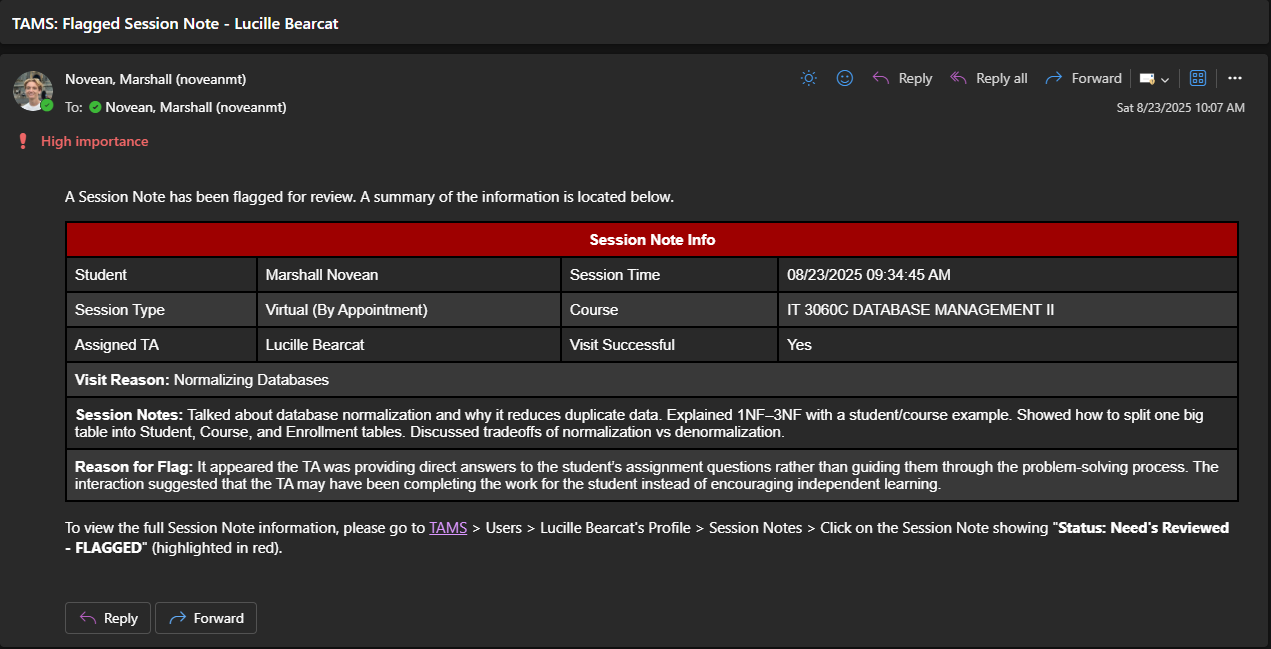 TAMS: Flagged Session Note - Lucille Bearcat
Novean, Marshall (noveanmt)
Reply
Reply all
Forward
To: Novean, Marshall (noveanmt)
Sat 8/23/2025 10:07 AM
High importance
A Session Note has been flagged for review. A summary of the information is located below.
Session Note Info
Student
Marshall Novean
Session Time
08/23/2025 09:34:45 AM
Session Type
Virtual (By Appointment)
Course
IT 3060C DATABASE MANAGEMENT II
Assigned TA
Lucille Bearcat
Visit Successful
Yes
Visit Reason: Normalizing Databases
Session Notes: Talked about database normalization and why it reduces duplicate data. Explained 1NF–3NF with a student/course example. Showed how to split one big
table into Student, Course, and Enrollment tables. Discussed tradeoffs of normalization vs denormalization.
Reason for Flag: It appeared the TA was providing direct answers to the student’s assignment questions rather than guiding them through the problem-solving process. The
interaction suggested that the TA may have been completing the work for the student instead of encouraging independent learning.
To view the full Session Note information, please go to TAMS > Users > Lucille Bearcat's Profile > Session Notes > Click on the Session Note showing "Status: Need's Reviewed
- FLAGGED" (highlighted in red).
Reply
Forward